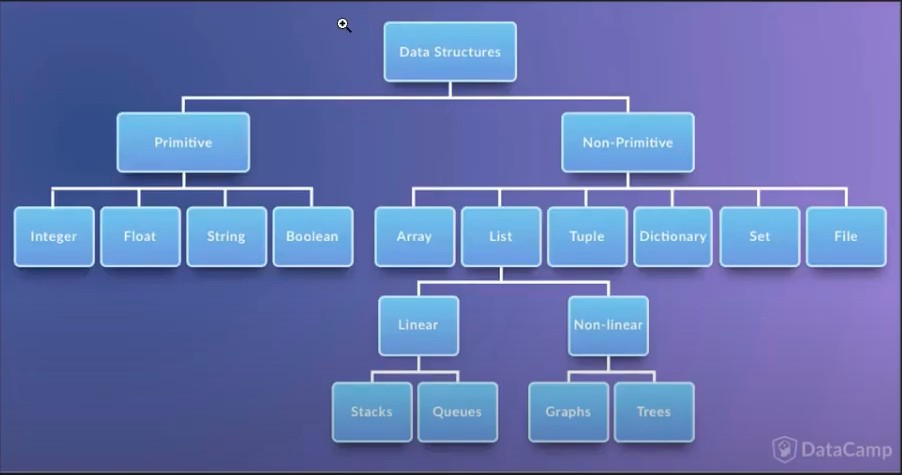 Data Structures
Primitive
Non-Primitive
Integer
Float
String
Boolean
Array
List
Tuple
Dictionary
Set
File
Linear
Non-linear
Stacks
Queues
Graphs
Trees
DataCamp